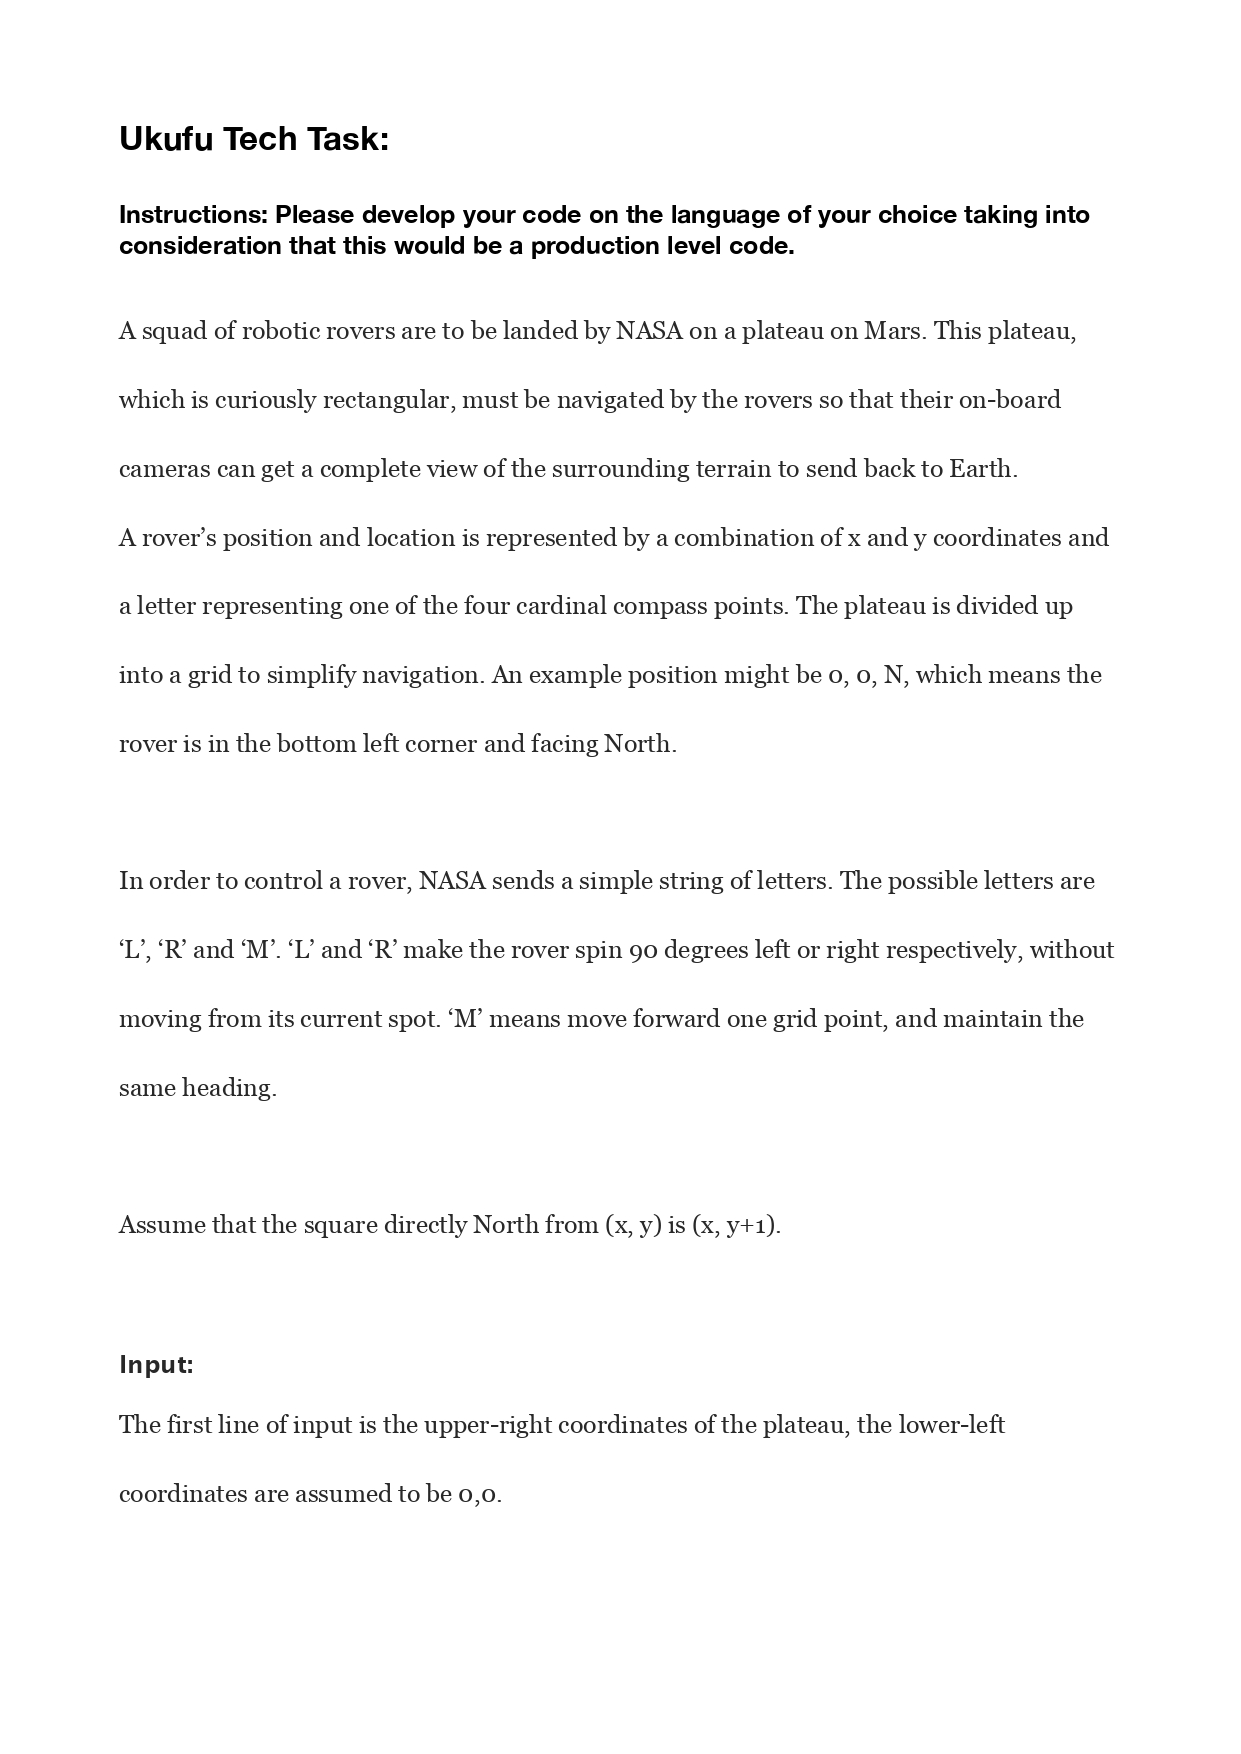 Ukufu Tech Task:
Instructions: Please develop your code on the language of your choice taking into
consideration that this would be a production level code.
A squad of robotic rovers are to be landed by NASA on a plateau on Mars. This plateau,
which is curiously rectangular, must be navigated by the rovers so that their on-board
cameras can get a complete view of the surrounding terrain to send back to Earth.
A rover’s position and location is represented by a combination of x and y coordinates and
a letter representing one of the four cardinal compass points. The plateau is divided up
into a grid to simplify navigation. An example position might be 0, 0, N, which means the
rover is in the bottom left corner and facing North.
In order to control a rover, NASA sends a simple string of letters. The possible letters are
‘L’, ‘R’ and ‘M’. ‘L’ and ‘R’ make the rover spin 90 degrees left or right respectively, without
moving from its current spot. ‘M’ means move forward one grid point, and maintain the
same heading.
Assume that the square directly North from (x, y) is (x, y+1).
Input:
The first line of input is the upper-right coordinates of the plateau, the lower-left
coordinates are assumed to be 0,0.